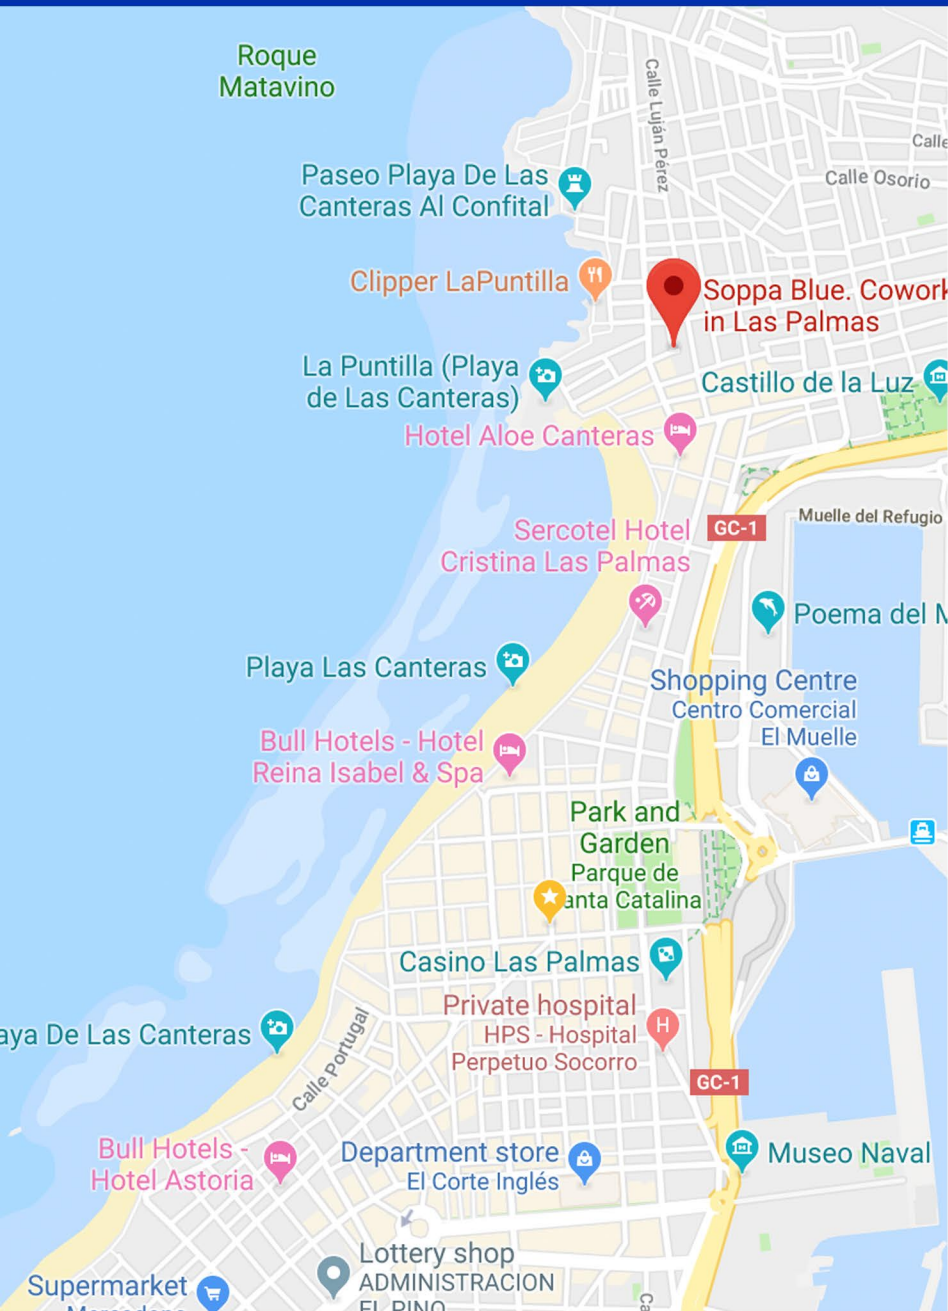 Roque
Matavino
Calle Luján Pérez
Calle
Calle Osorio
Paseo Playa De Las
Canteras Al Confital
Clipper LaPuntilla
Soppa Blue. Cowork
in Las Palmas
La Puntilla (Playa
de Las Canteras)
Castillo de la Luz
Hotel Aloe Canteras
Muelle del Refugio
GC-1
Sercotel Hotel
Cristina Las Palmas
Poema del M
Playa Las Canteras
Shopping Centre
Centro Comercial
El Muelle
Bull Hotels - Hotel
Reina Isabel & Spa
Park and
Garden
Parque de
anta Catalina
Casino Las Palmas
Private hospital
HPS - Hospital
Perpetuo Socorro
H
aya De Las Canteras
Calle Portugal
GC-1
Bull Hotels -
Hotel Astoria
Department store
El Corte Inglés
Museo Naval
Lottery shop
ADMINISTRACION
EL PINO
Supermarket
Mercadona
Ca